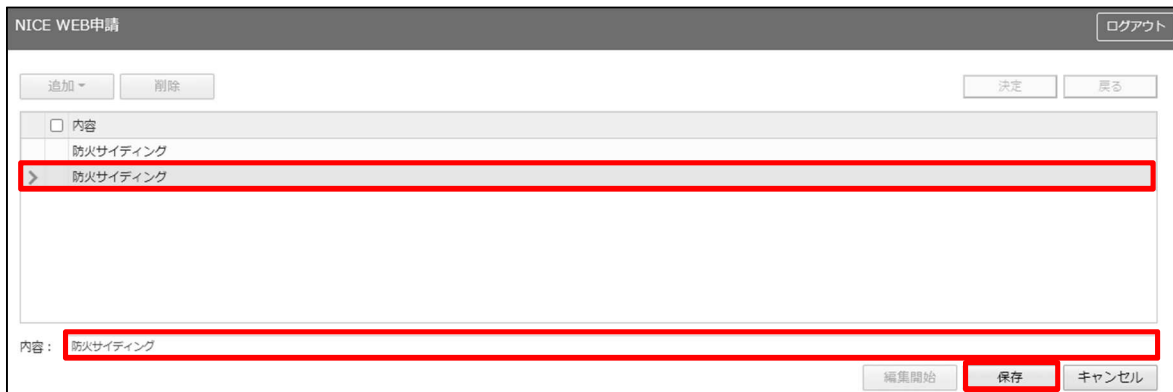 NICE WEB申請 ログアウト
追加 削除 決定 戻る
内容
防火サイディング
防火サイディング
内容： 防火サイディング
編集開始 保存 キャンセル